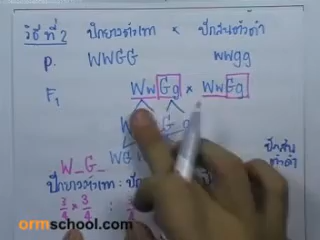 วิธีที่ 2 ปีกยาวตัวเทา × ปีกสั้นตัวดำ
P. WWGG wwgg
F₁ WwGg × WwGg
W G
W_G_ ปีกสั้น
ตัวดำ
ปีกยาวตัวเทา :
3/4 × 3/4 :
ormschool.com